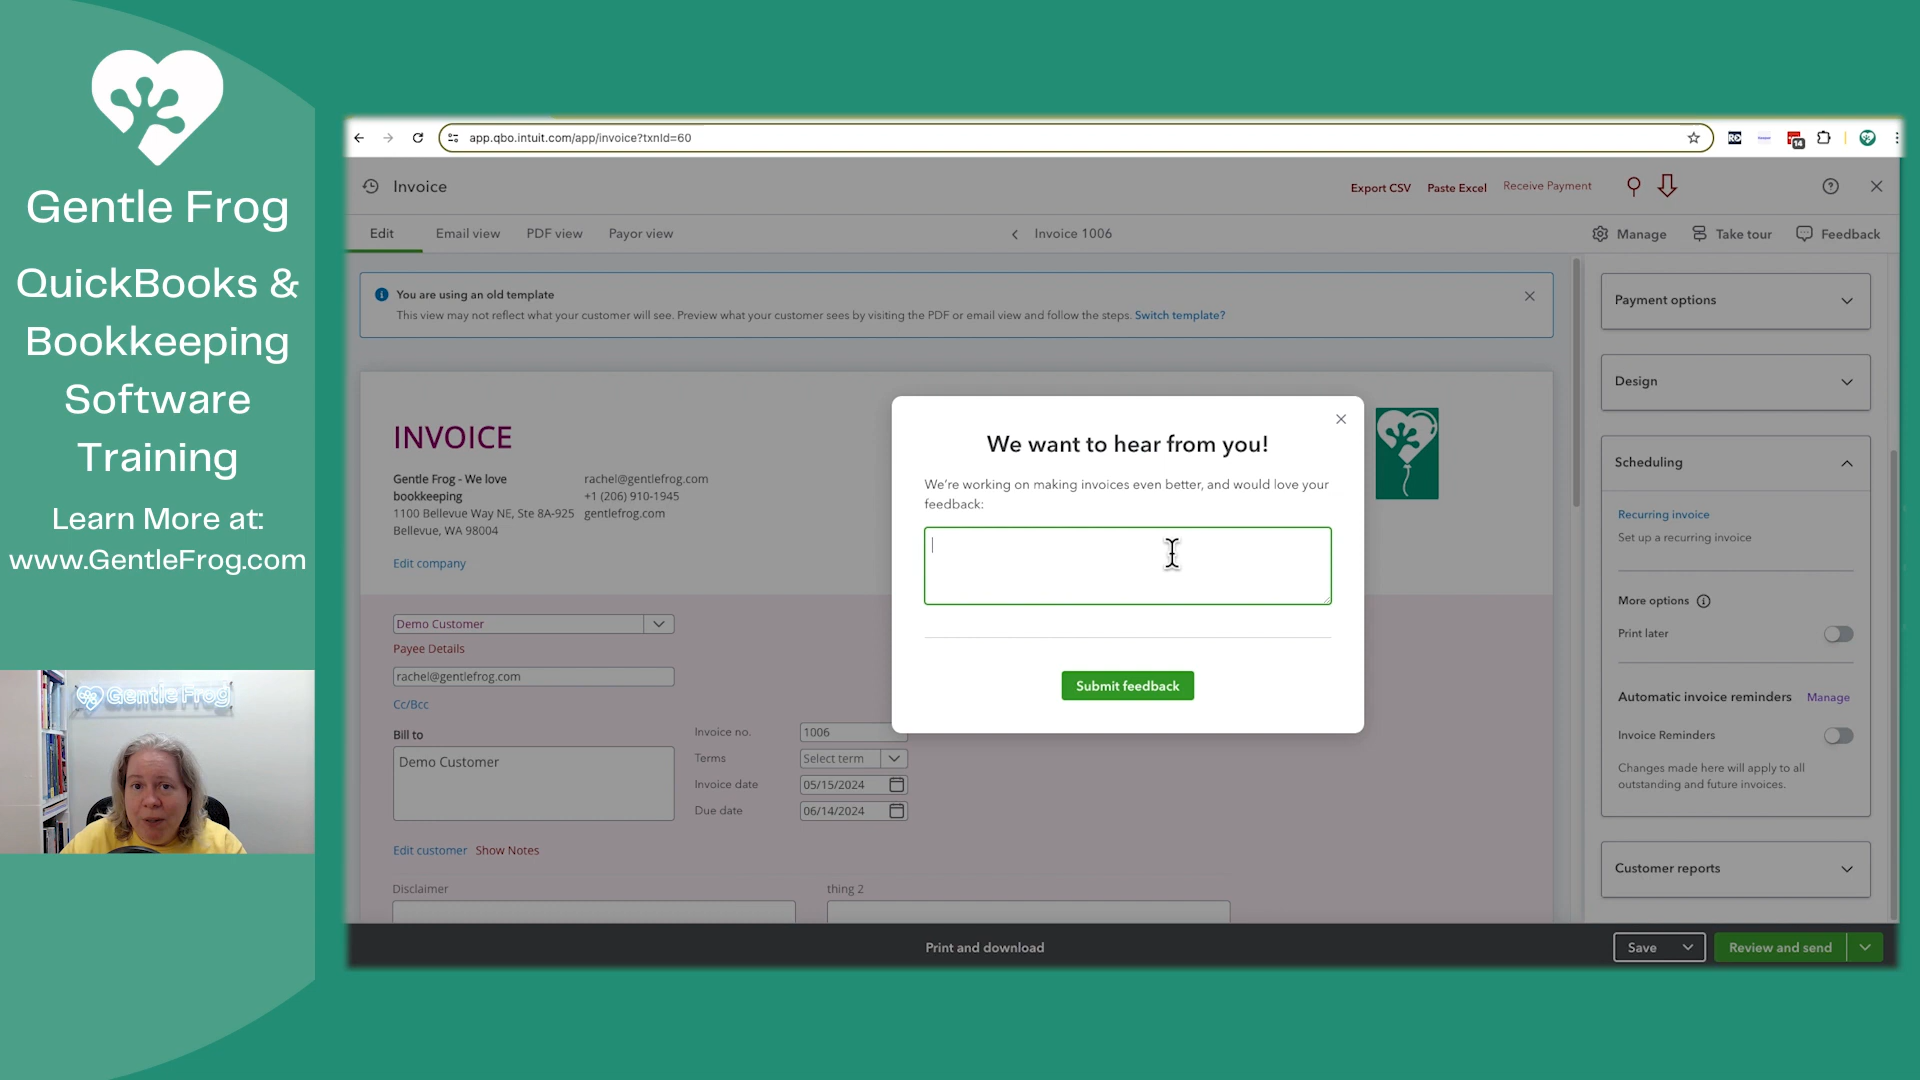 Gentle Frog
QuickBooks &
Bookkeeping
Software
Training
Learn More at:
www.GentleFrog.com
Gentle Frog
app.qbo.intuit.com/app/invoice?txnId=60
14
Invoice
Export CSV
Paste Excel
Receive Payment
Edit
Email view
PDF view
Payor view
Invoice 1006
Manage
Take tour
Feedback
You are using an old template
This view may not reflect what your customer will see. Preview what your customer sees by visiting the PDF or email view and follow the steps. Switch template?
INVOICE
Gentle Frog - We love
bookkeeping
1100 Bellevue Way NE, Ste 8A-925
Bellevue, WA 98004
rachel@gentlefrog.com
+1 (206) 910-1945
gentlefrog.com
Edit company
Demo Customer
Payee Details
rachel@gentlefrog.com
Cc/Bcc
Bill to
Demo Customer
Invoice no.
1006
Terms
Select term
Invoice date
05/15/2024
Due date
06/14/2024
Edit customer
Show Notes
Disclaimer
thing 2
We want to hear from you!
We're working on making invoices even better, and would love your
feedback:
Submit feedback
Payment options
Design
Scheduling
Recurring invoice
Set up a recurring invoice
More options
Print later
Automatic invoice reminders
Manage
Invoice Reminders
Changes made here will apply to all
outstanding and future invoices.
Customer reports
Print and download
Save
Review and send